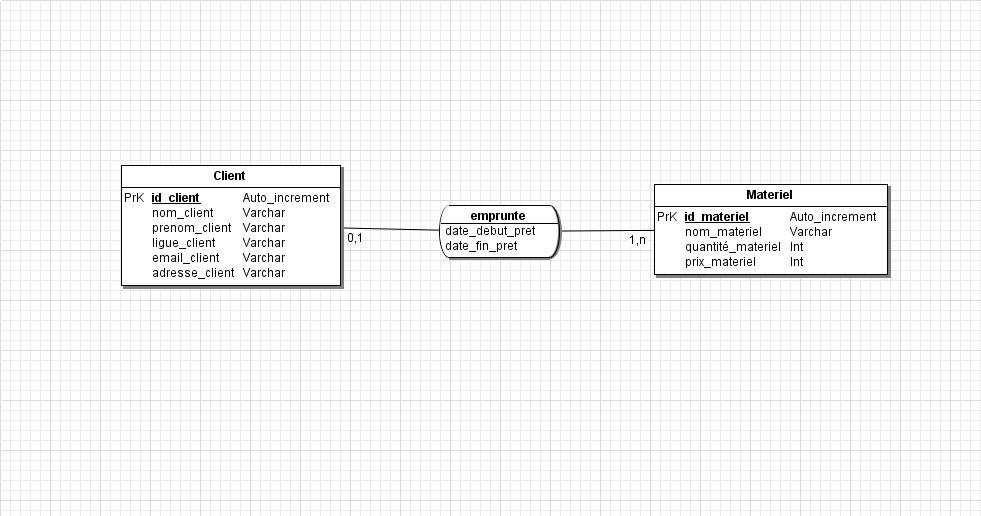 Client
PrK id_client Auto_increment
nom_client Varchar
prenom_client Varchar
ligue_client Varchar
email_client Varchar
adresse_client Varchar
0,1
emprunte
date_debut_pret
date_fin_pret
1,n
Materiel
PrK id_materiel Auto_increment
nom_materiel Varchar
quantité_materiel Int
prix_materiel Int